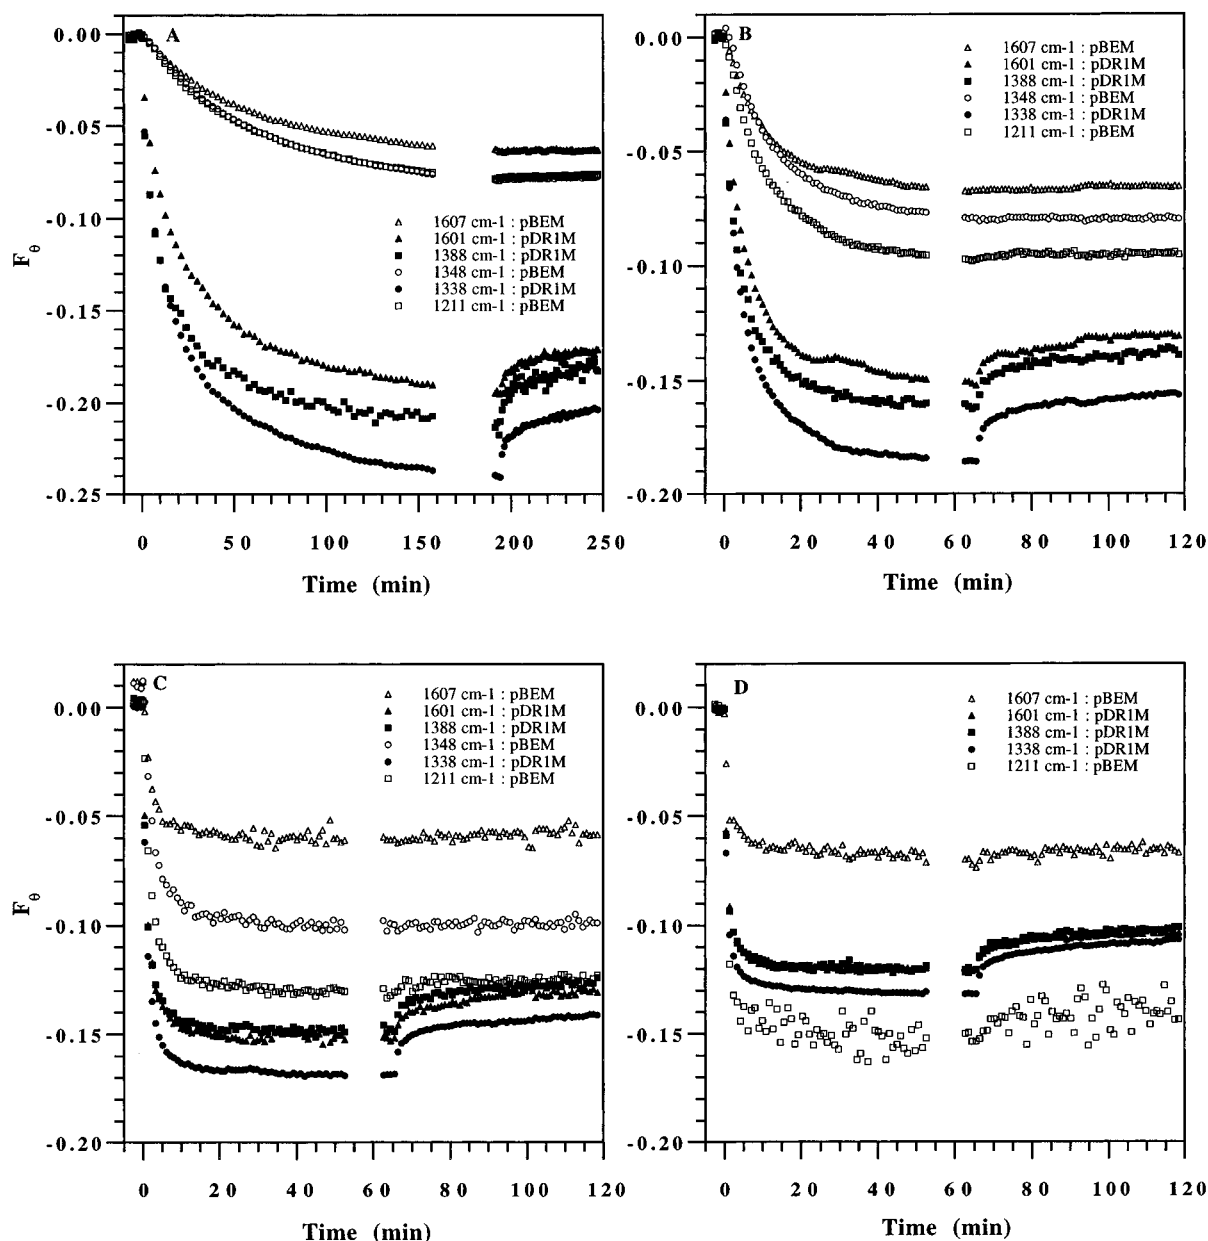 A
0.00
-0.05
-0.10
-0.15
-0.20
-0.25
F θ
1607 cm-1 : pBEM
1601 cm-1 : pDR1M
1388 cm-1 : pDR1M
1348 cm-1 : pBEM
1338 cm-1 : pDR1M
1211 cm-1 : pBEM
0 50 100 150 200 250
Time (min)
B
0.00
-0.05
-0.10
-0.15
-0.20
1607 cm-1 : pBEM
1601 cm-1 : pDR1M
1388 cm-1 : pDR1M
1348 cm-1 : pBEM
1338 cm-1 : pDR1M
1211 cm-1 : pBEM
0 20 40 60 80 100 120
Time (min)
C
0.00
-0.05
-0.10
-0.15
-0.20
F θ
1607 cm-1 : pBEM
1601 cm-1 : pDR1M
1388 cm-1 : pDR1M
1348 cm-1 : pBEM
1338 cm-1 : pDR1M
1211 cm-1 : pBEM
0 20 40 60 80 100 120
Time (min)
D
0.00
-0.05
-0.10
-0.15
-0.20
1607 cm-1 : pBEM
1601 cm-1 : pDR1M
1388 cm-1 : pDR1M
1338 cm-1 : pDR1M
1211 cm-1 : pBEM
0 20 40 60 80 100 120
Time (min)